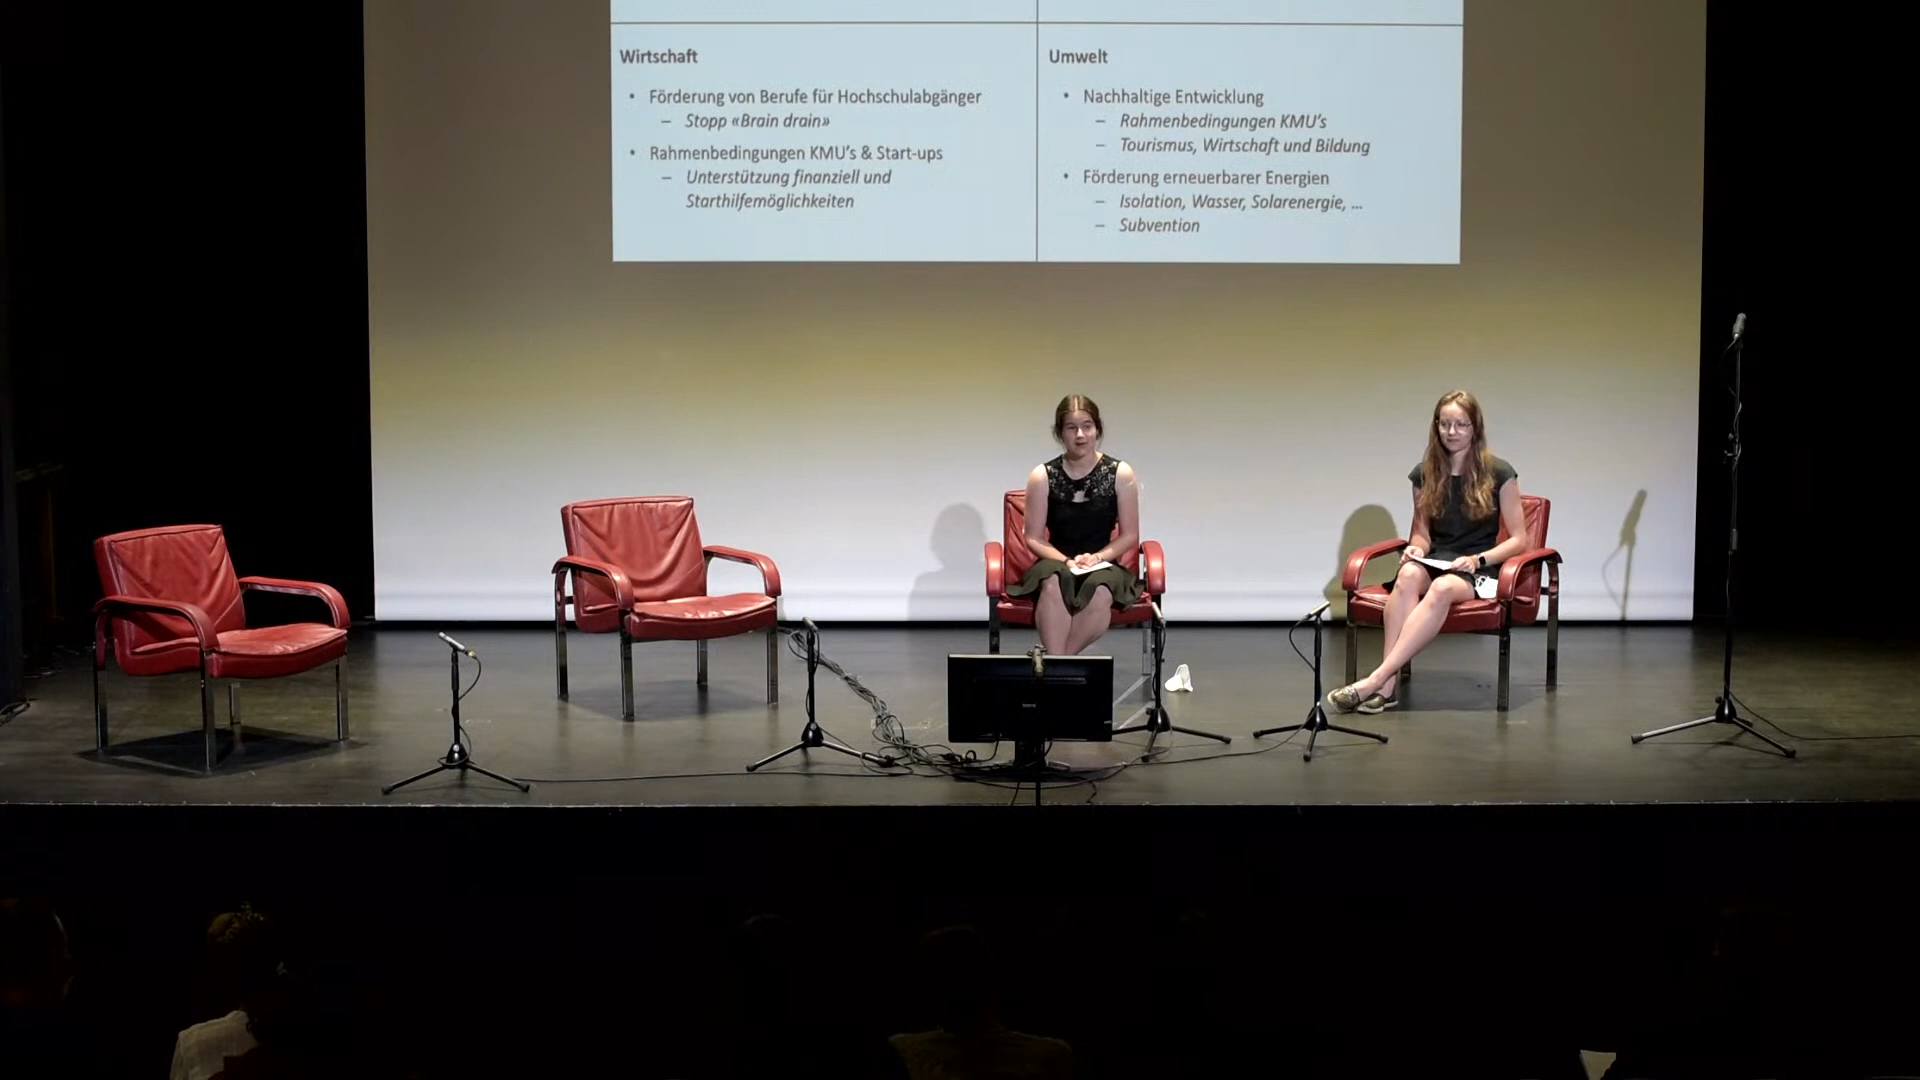 Wirtschaft
• Förderung von Berufe für Hochschulabgänger
– Stopp «Brain drain»
• Rahmenbedingungen KMU's & Start-ups
– Unterstützung finanziell und
Starthilfemöglichkeiten
Umwelt
• Nachhaltige Entwicklung
– Rahmenbedingungen KMU's
– Tourismus, Wirtschaft und Bildung
• Förderung erneuerbarer Energien
– Isolation, Wasser, Solarenergie, ...
– Subvention